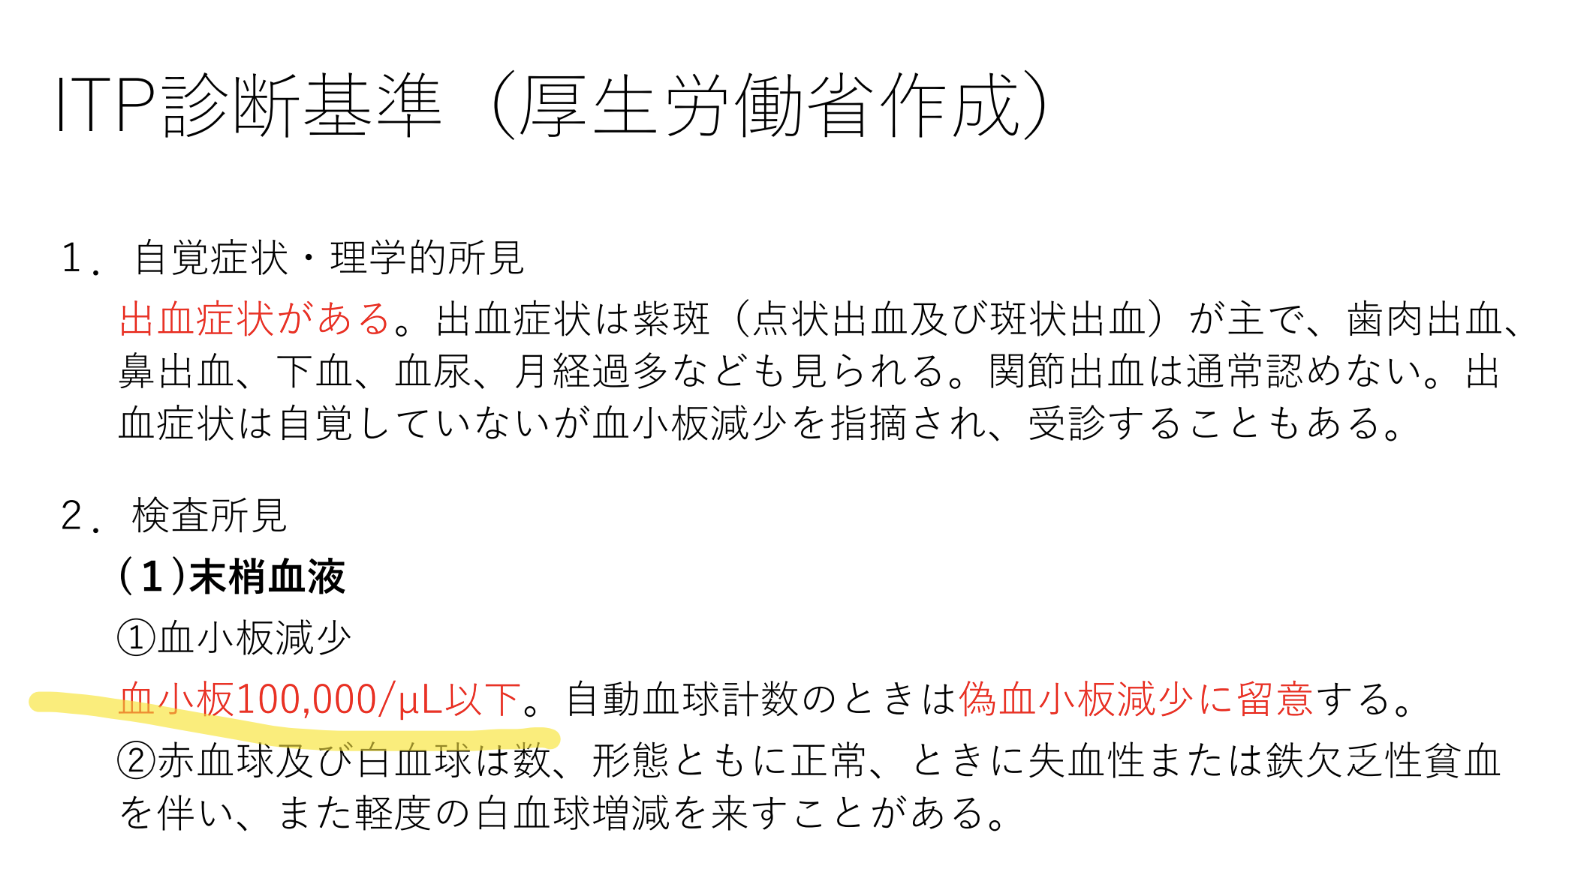 ITP診断基準（厚生労働省作成）
１．自覚症状・理学的所見
出血症状がある。出血症状は紫斑（点状出血及び斑状出血）が主で、歯肉出血、
鼻出血、下血、血尿、月経過多なども見られる。関節出血は通常認めない。出
血症状は自覚していないが血小板減少を指摘され、受診することもある。
２．検査所見
(１)末梢血液
①血小板減少
血小板100,000/μL以下。自動血球計数のときは偽血小板減少に留意する。
②赤血球及び白血球は数、形態ともに正常、ときに失血性または鉄欠乏性貧血
を伴い、また軽度の白血球増減を来すことがある。